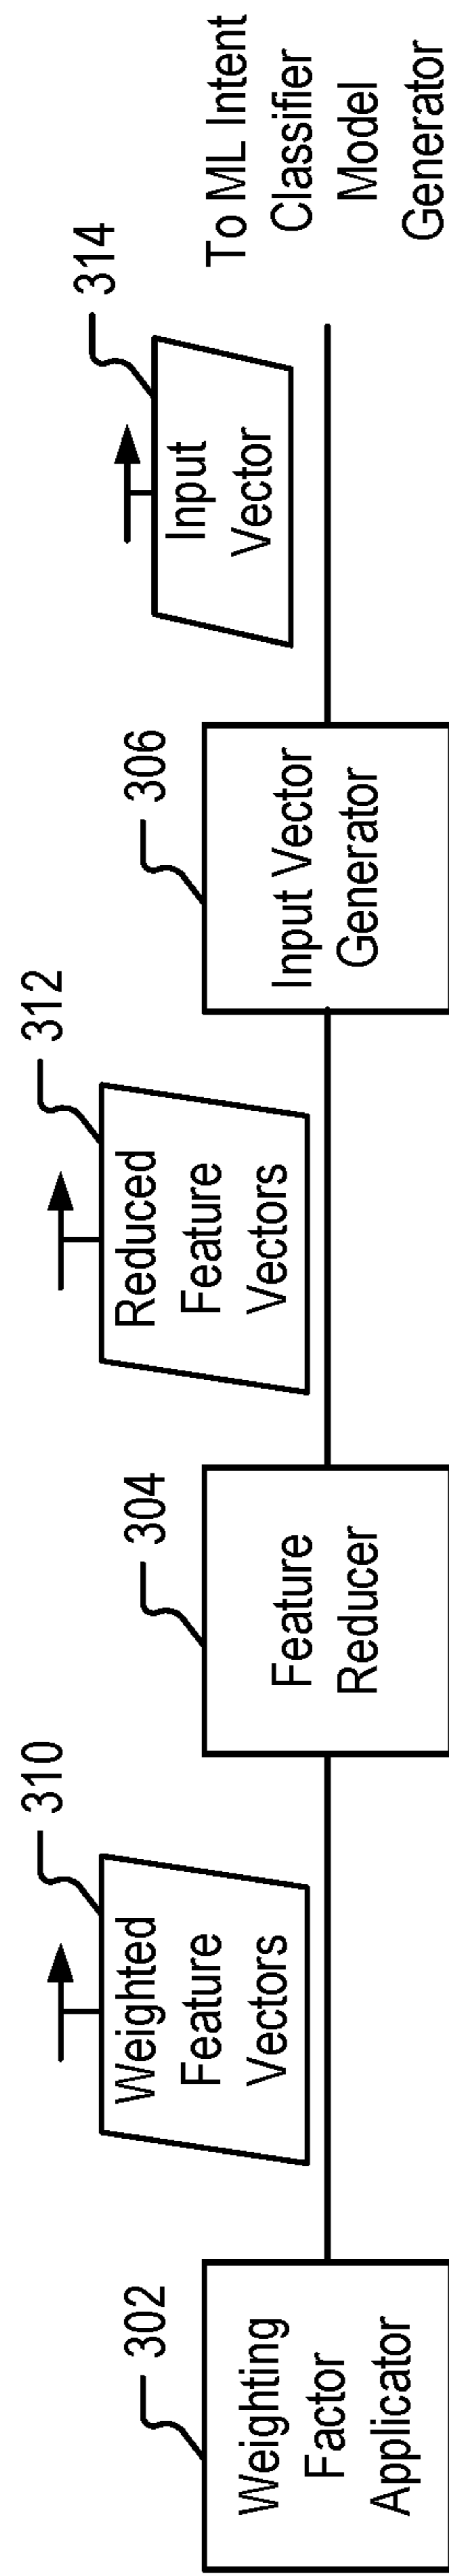 302
Weighting
Factor
Applicator
310
Weighted
Feature
Vectors
304
Feature
Reducer
312
Reduced
Feature
Vectors
306
Input Vector
Generator
314
Input
Vector
To ML Intent
Classifier
Model
Generator